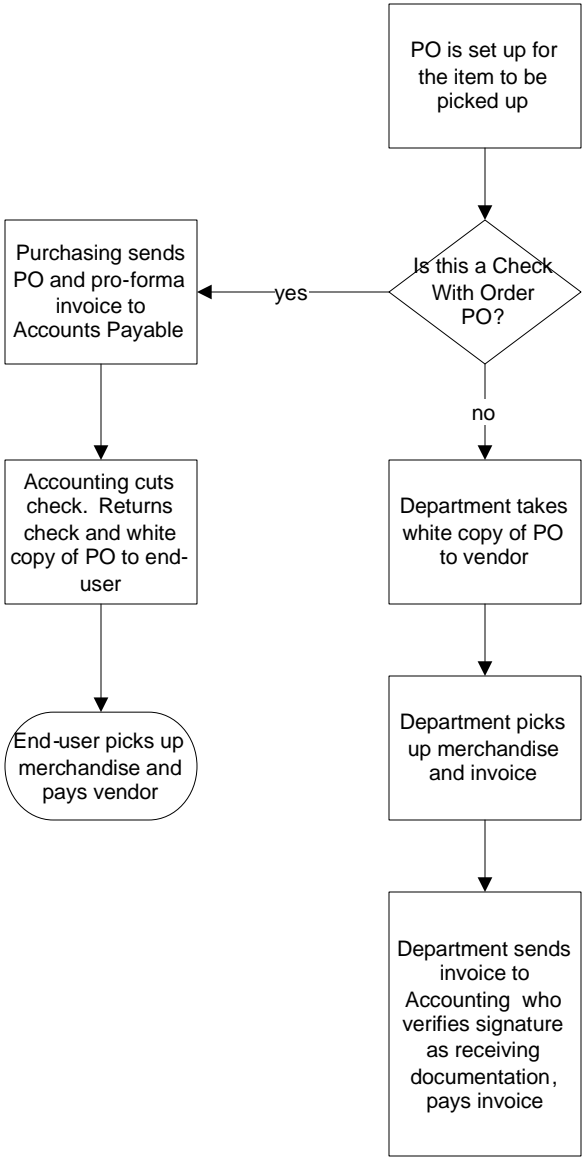 PO is set up for
the item to be
picked up
Is this a Check
With Order
PO?
yes
Purchasing sends
PO and pro-forma
invoice to
Accounts Payable
Accounting cuts
check.  Returns
check and white
copy of PO to end-
user
End-user picks up
merchandise and
pays vendor
no
Department takes
white copy of PO
to vendor
Department picks
up merchandise
and invoice
Department sends
invoice to
Accounting  who
verifies signature
as receiving
documentation,
pays invoice